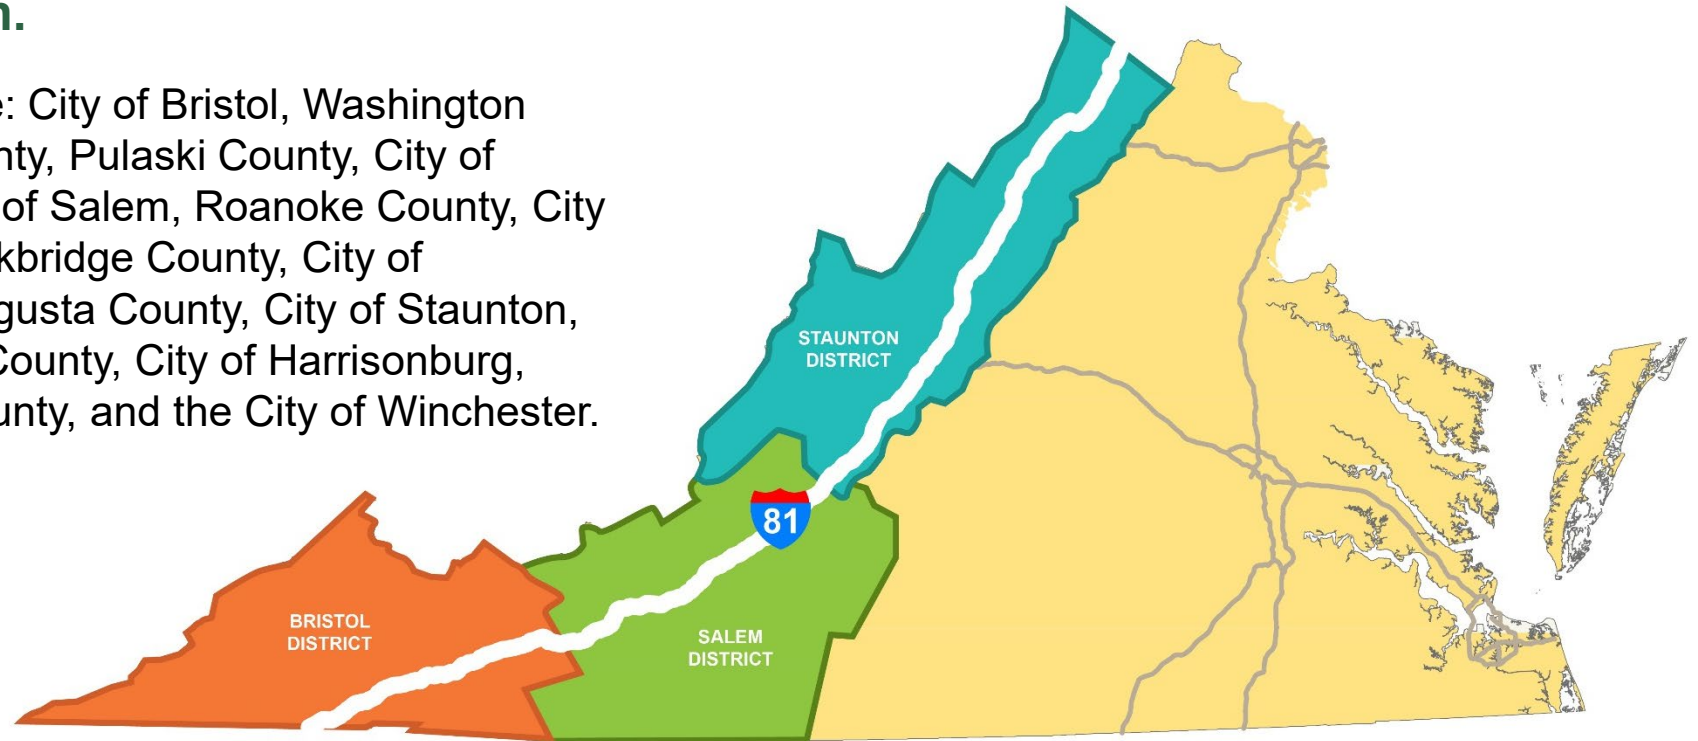 n.
e: City of Bristol, Washington
nty, Pulaski County, City of
of Salem, Roanoke County, City
kbridge County, City of
gusta County, City of Staunton,
County, City of Harrisonburg,
unty, and the City of Winchester.
STAUNTON
DISTRICT
81
BRISTOL
DISTRICT
SALEM
DISTRICT